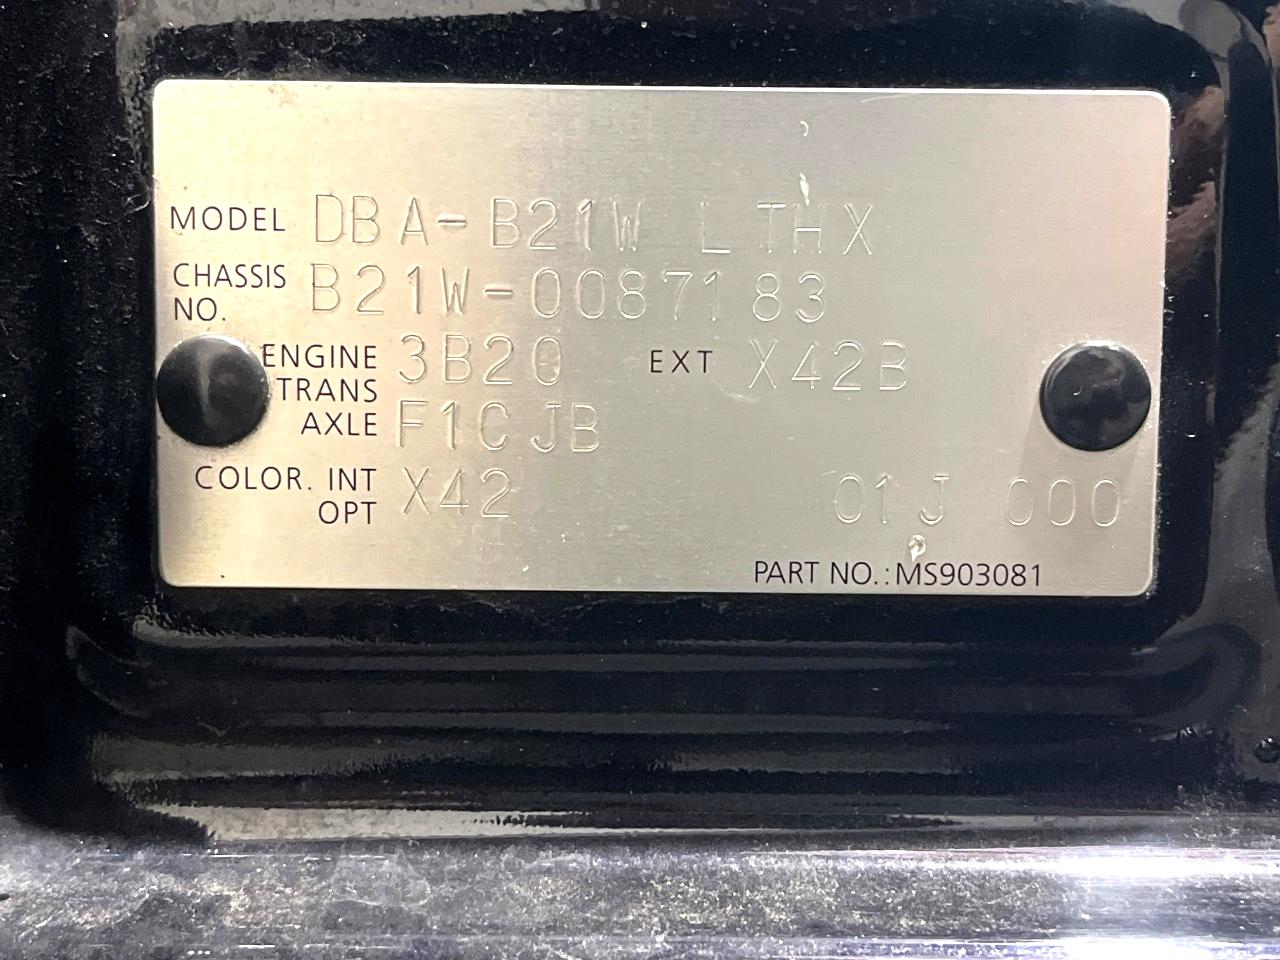 MODEL DBA-B21W LTHX
CHASSIS NO. B21W-0087183
ENGINE 3B20 EXT X42B
TRANS AXLE F1CJB
COLOR. INT OPT X42 01J 000
PART NO.: MS903081